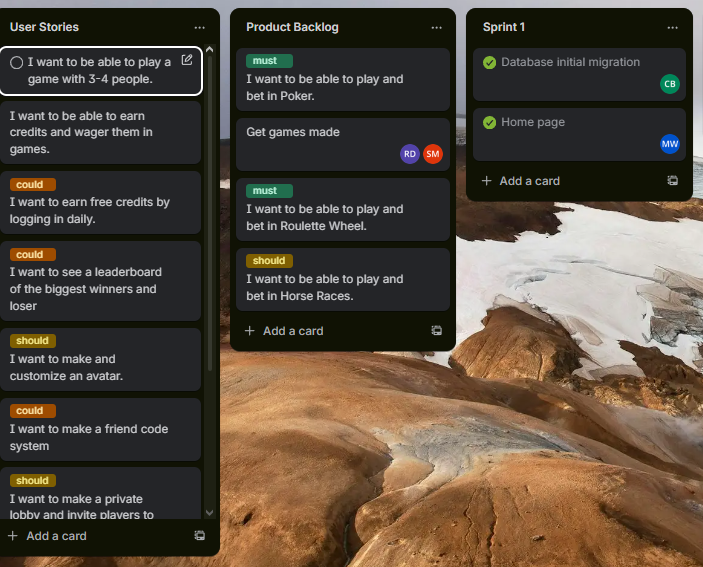 User Stories
I want to be able to play a
game with 3-4 people.
I want to be able to earn
credits and wager them in
games.
could
I want to earn free credits by
logging in daily.
could
I want to see a leaderboard
of the biggest winners and
loser
should
I want to make and
customize an avatar.
could
I want to make a friend code
system
should
I want to make a private
lobby and invite players to
Add a card
Product Backlog
must
I want to be able to play and
bet in Poker.
Get games made
RD SM
must
I want to be able to play and
bet in Roulette Wheel.
should
I want to be able to play and
bet in Horse Races.
Add a card
Sprint 1
Database initial migration
CB
Home page
MW
Add a card